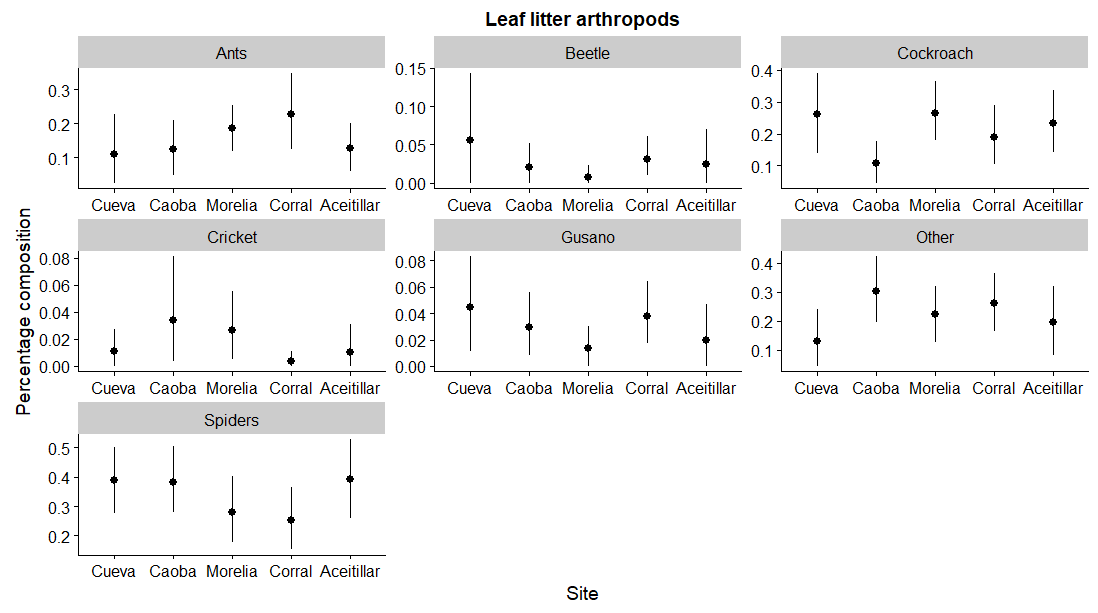 Leaf litter arthropods
Ants
Beetle
Cockroach
0.3
0.2
0.1
0.15
0.10
0.05
0.00
0.4
0.3
0.2
0.1
Cueva Caoba Morelia Corral Aceitillar
Cueva Caoba Morelia Corral Aceitillar
Cueva Caoba Morelia Corral Aceitillar
Cricket
Gusano
Other
0.08
0.06
0.04
0.02
0.00
0.08
0.06
0.04
0.02
0.00
0.4
0.3
0.2
0.1
Cueva Caoba Morelia Corral Aceitillar
Cueva Caoba Morelia Corral Aceitillar
Cueva Caoba Morelia Corral Aceitillar
Spiders
0.5
0.4
0.3
0.2
Cueva Caoba Morelia Corral Aceitillar
Percentage composition
Site